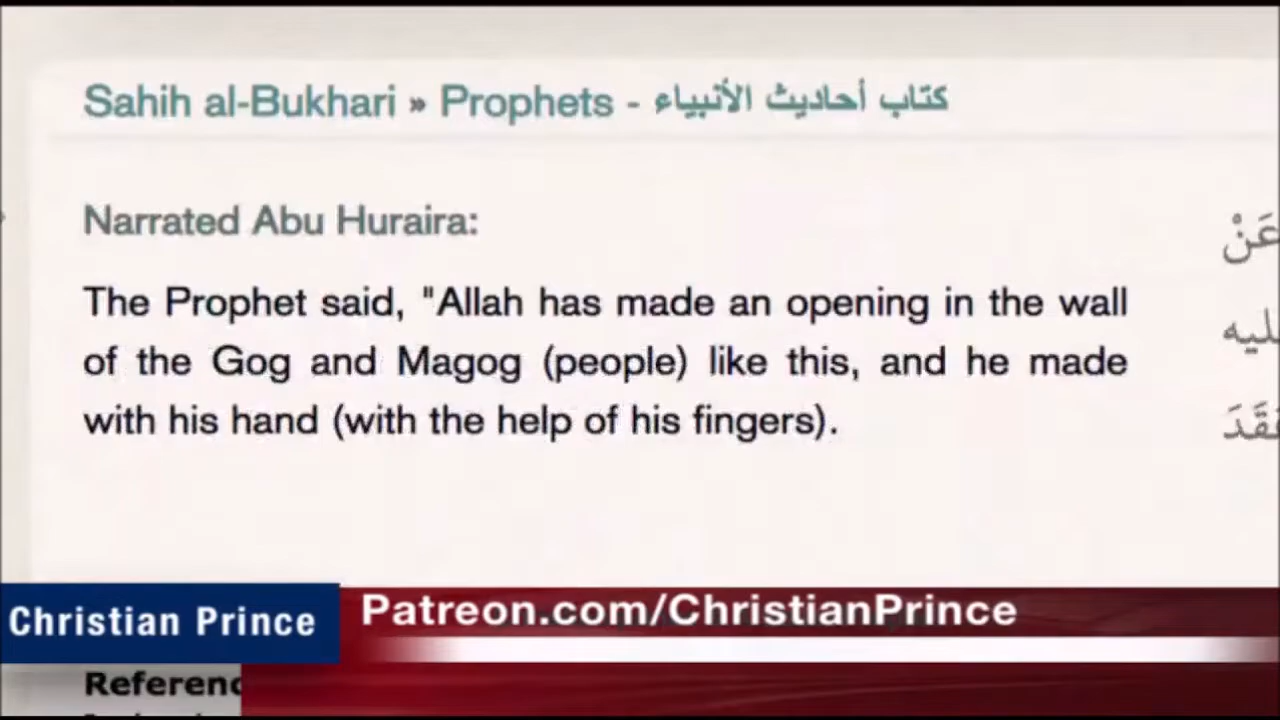 Sahih al-Bukhari » Prophets - كتاب أحاديث الأنبياء
Narrated Abu Huraira:
The Prophet said, "Allah has made an opening in the wall
of the Gog and Magog (people) like this, and he made
with his hand (with the help of his fingers).
عَنْ
Christian Prince
Patreon.com/ChristianPrince